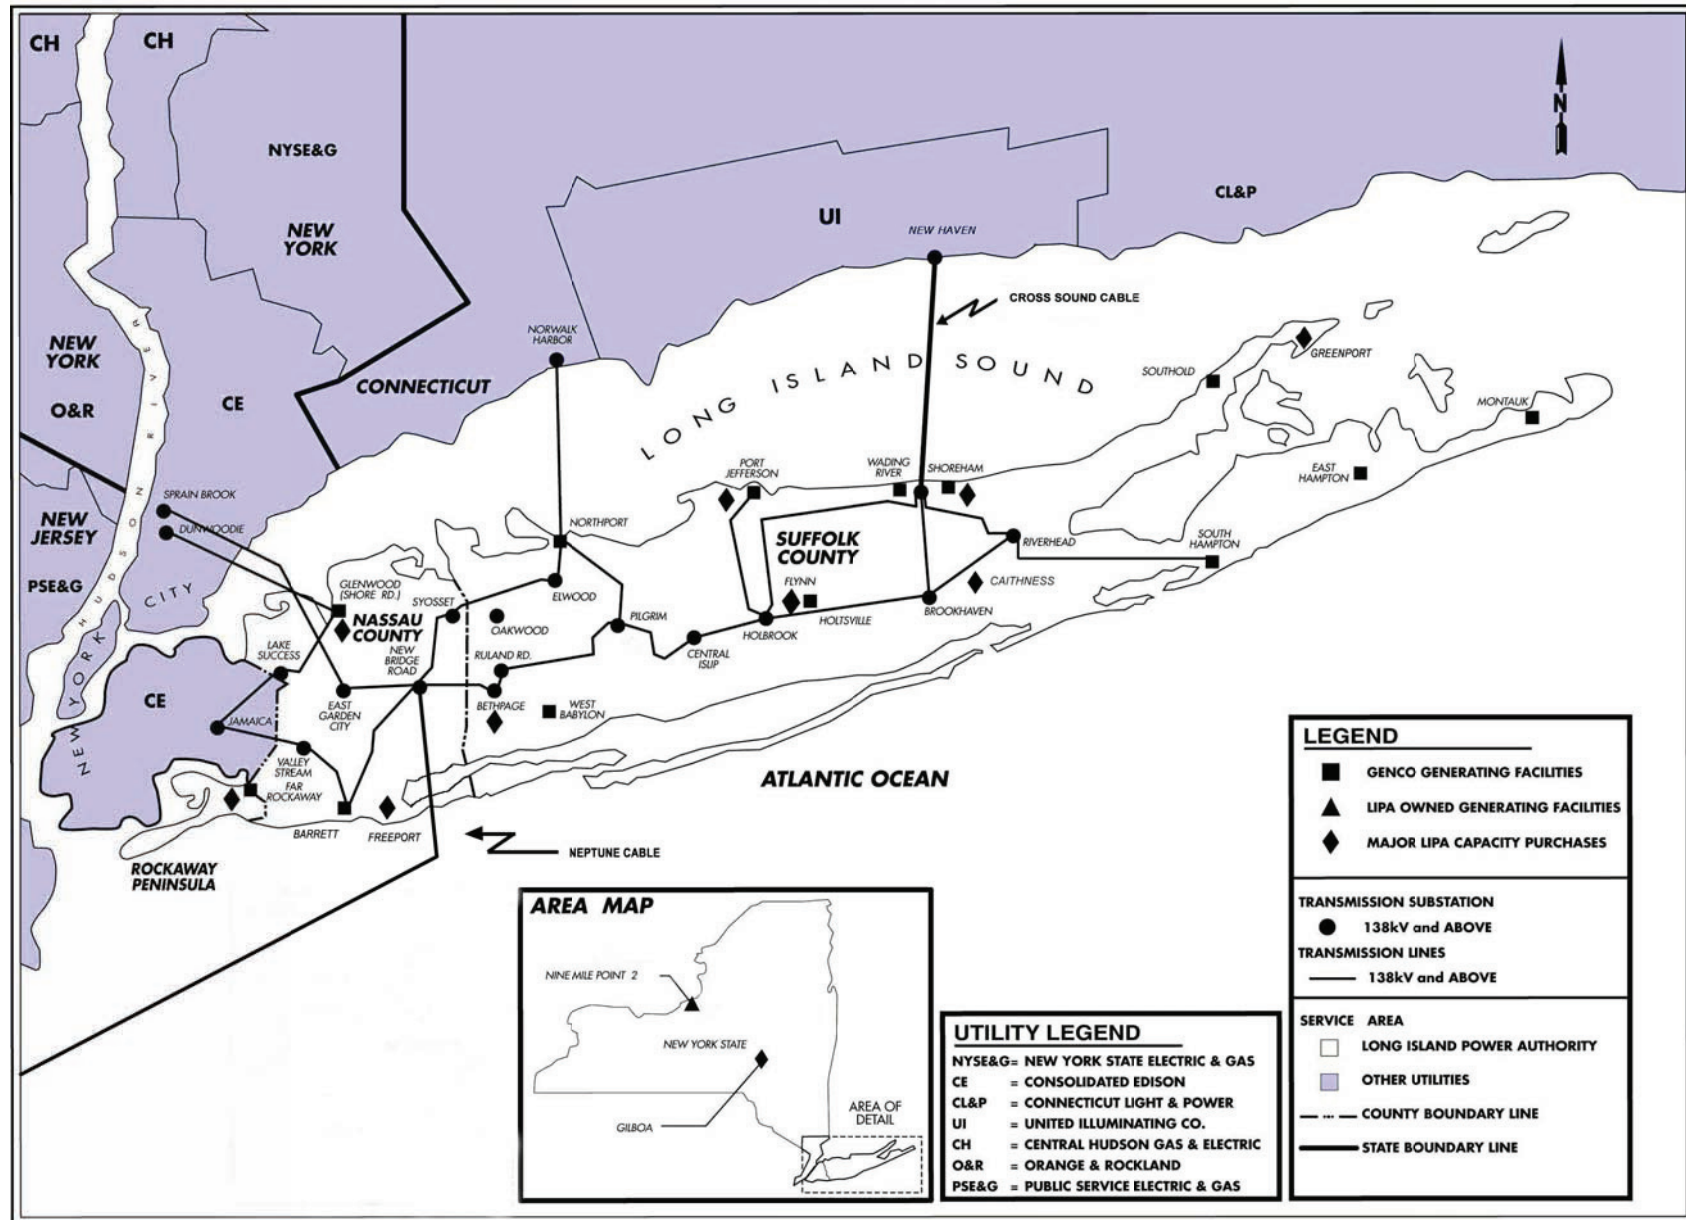 CH
CH
NYSE&G
NEW
YORK
UI
CL&P
NEW HAVEN
N
CROSS SOUND CABLE
NORWALK
HARBOR
CONNECTICUT
NEW
YORK
O&R
CE
HUDSON RIVER
LONG ISLAND SOUND
GREENPORT
SOUTHOLD
MONTAUK
EAST
HAMPTON
SOUTH
HAMPTON
PORT
JEFFERSON
WADING
RIVER
SHOREHAM
SPRAIN BROOK
DUNWOODIE
NEW
JERSEY
PSE&G
NORTHPORT
SUFFOLK
COUNTY
RIVERHEAD
CAITHNESS
FLYNN
HOLTSVILLE
BROOKHAVEN
HOLBROOK
GLENWOOD
(SHORE RD.)
SYOSSET
ELWOOD
OAKWOOD
PILGRIM
CENTRAL
ISLIP
NASSAU
COUNTY
NEW
BRIDGE
ROAD
RULAND RD.
LAKE
SUCCESS
NEW YORK CITY
CE
JAMAICA
EAST
GARDEN
CITY
BETHPAGE
WEST
BABYLON
VALLEY
STREAM
FAR
ROCKAWAY
BARRETT
FREEPORT
ATLANTIC OCEAN
NEPTUNE CABLE
ROCKAWAY
PENINSULA
AREA MAP
NINE MILE POINT 2
NEW YORK STATE
GILBOA
AREA OF
DETAIL
UTILITY LEGEND
NYSE&G= NEW YORK STATE ELECTRIC & GAS
CE = CONSOLIDATED EDISON
CL&P = CONNECTICUT LIGHT & POWER
UI = UNITED ILLUMINATING CO.
CH = CENTRAL HUDSON GAS & ELECTRIC
O&R = ORANGE & ROCKLAND
PSE&G = PUBLIC SERVICE ELECTRIC & GAS
LEGEND
GENCO GENERATING FACILITIES
LIPA OWNED GENERATING FACILITIES
MAJOR LIPA CAPACITY PURCHASES
TRANSMISSION SUBSTATION
138kV and ABOVE
TRANSMISSION LINES
138kV and ABOVE
SERVICE AREA
LONG ISLAND POWER AUTHORITY
OTHER UTILITIES
COUNTY BOUNDARY LINE
STATE BOUNDARY LINE